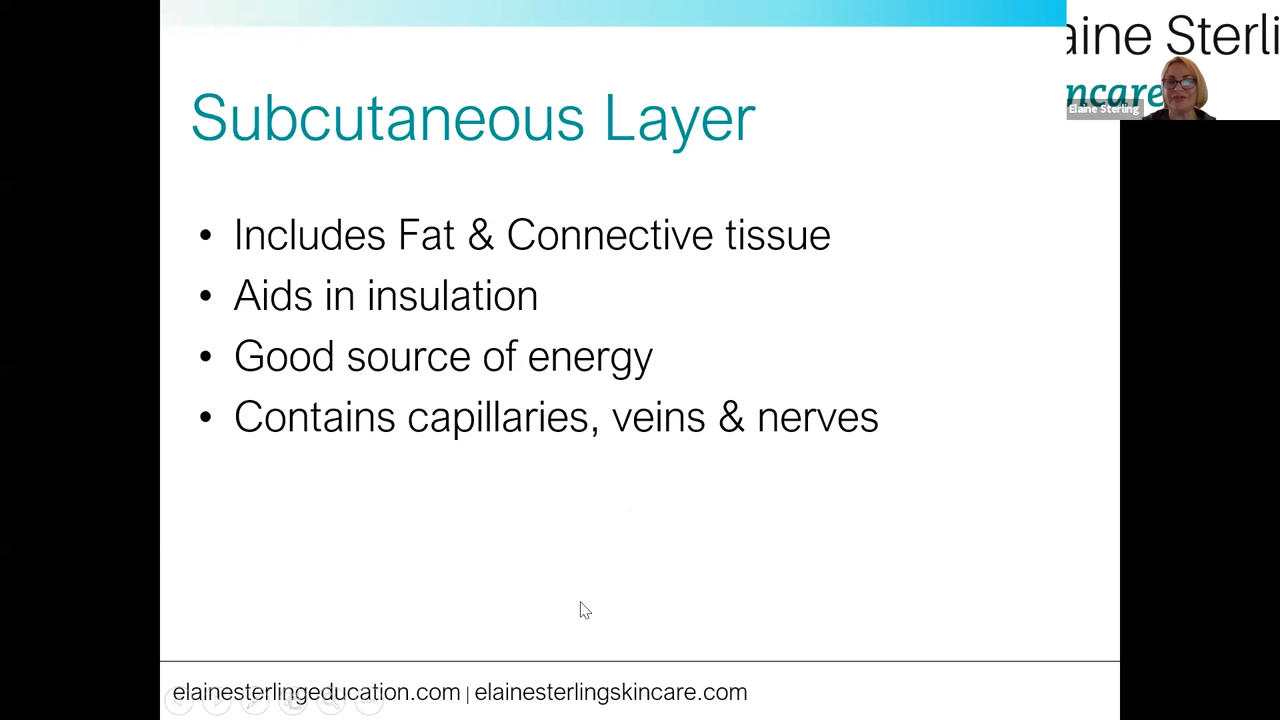 aine Sterli
ncare
Elaine Sterling
Subcutaneous Layer
• Includes Fat & Connective tissue
• Aids in insulation
• Good source of energy
• Contains capillaries, veins & nerves
elainesterlingeducation.com | elainesterlingskincare.com